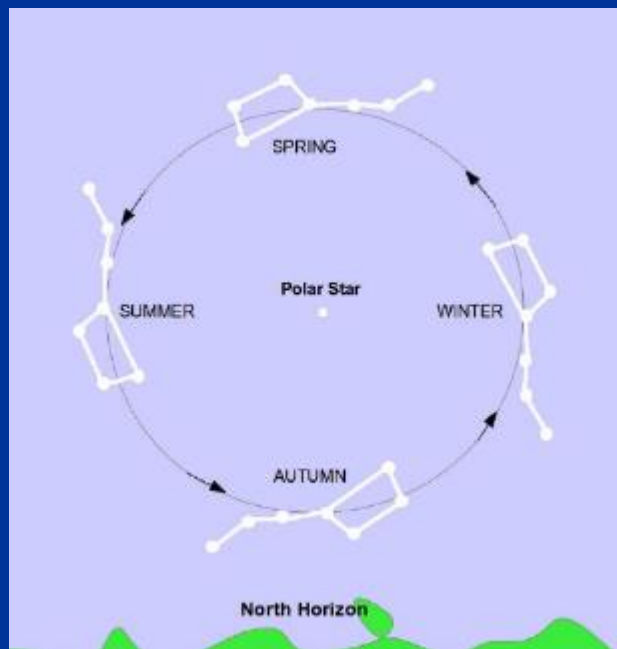 SPRING
Polar Star
SUMMER
WINTER
AUTUMN
North Horizon